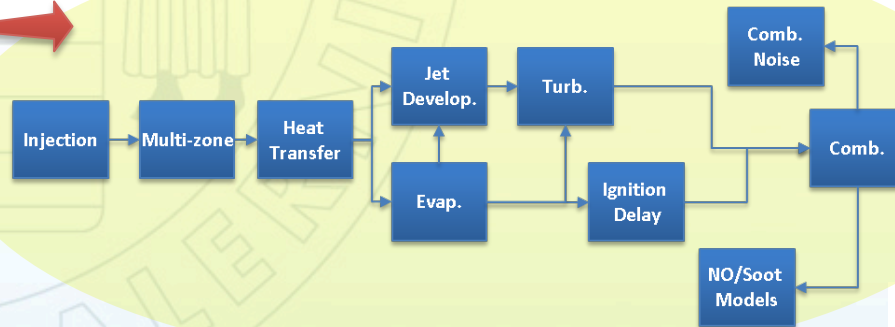 Injection
Multi-zone
Heat
Transfer
Jet
Develop.
Evap.
Turb.
Ignition
Delay
Comb.
Noise
Comb.
NO/Soot
Models